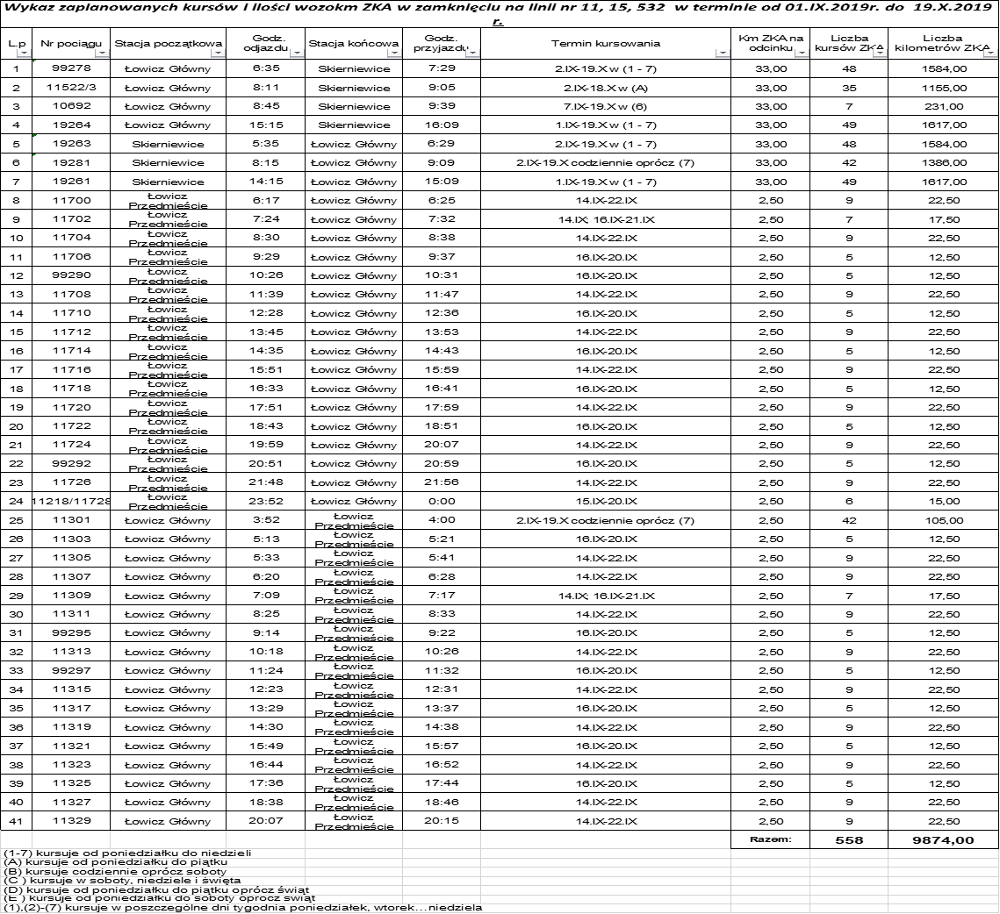 Wykaz zaplanowanych kursów i ilości wozokm ZKA w zamknięciu na linii nr 11, 15, 532 w terminie od 01.IX.2019r. do 19.X.2019 r.
L.p Nr pociągu Stacja początkowa Godz. odjazdu Stacja końcowa Godz. przyjazdu Termin kursowania Km ZKA na odcinku Liczba kursów ZKA Liczba kilometrów ZKA
1 99278 Łowicz Główny 6:35 Skierniewice 7:29 2.IX-19.X w (1 - 7) 33,00 48 1584,00
2 11522/3 Łowicz Główny 8:11 Skierniewice 9:05 2.IX-18.X w (A) 33,00 35 1155,00
3 10692 Łowicz Główny 8:45 Skierniewice 9:39 7.IX-19.X w (6) 33,00 7 231,00
4 19264 Łowicz Główny 15:15 Skierniewice 16:09 1.IX-19.X w (1 - 7) 33,00 49 1617,00
5 19263 Skierniewice 5:35 Łowicz Główny 6:29 2.IX-19.X w (1 - 7) 33,00 48 1584,00
6 19281 Skierniewice 8:15 Łowicz Główny 9:09 2.IX-19.X codziennie oprócz (7) 33,00 42 1386,00
7 19261 Skierniewice 14:15 Łowicz Główny 15:09 1.IX-19.X w (1 - 7) 33,00 49 1617,00
8 11700 Łowicz Przedmieście 6:17 Łowicz Główny 6:25 14.IX-22.IX 2,50 9 22,50
9 11702 Łowicz Przedmieście 7:24 Łowicz Główny 7:32 14.IX; 16.IX-21.IX 2,50 7 17,50
10 11704 Łowicz Przedmieście 8:30 Łowicz Główny 8:38 14.IX-22.IX 2,50 9 22,50
11 11706 Łowicz Przedmieście 9:29 Łowicz Główny 9:37 16.IX-20.IX 2,50 5 12,50
12 99290 Łowicz Przedmieście 10:26 Łowicz Główny 10:31 16.IX-20.IX 2,50 5 12,50
13 11708 Łowicz Przedmieście 11:39 Łowicz Główny 11:47 14.IX-22.IX 2,50 9 22,50
14 11710 Łowicz Przedmieście 12:28 Łowicz Główny 12:36 16.IX-20.IX 2,50 5 12,50
15 11712 Łowicz Przedmieście 13:45 Łowicz Główny 13:53 14.IX-22.IX 2,50 9 22,50
16 11714 Łowicz Przedmieście 14:35 Łowicz Główny 14:43 16.IX-20.IX 2,50 5 12,50
17 11716 Łowicz Przedmieście 15:51 Łowicz Główny 15:59 14.IX-22.IX 2,50 9 22,50
18 11718 Łowicz Przedmieście 16:33 Łowicz Główny 16:41 16.IX-20.IX 2,50 5 12,50
19 11720 Łowicz Przedmieście 17:51 Łowicz Główny 17:59 14.IX-22.IX 2,50 9 22,50
20 11722 Łowicz Przedmieście 18:43 Łowicz Główny 18:51 16.IX-20.IX 2,50 5 12,50
21 11724 Łowicz Przedmieście 19:59 Łowicz Główny 20:07 14.IX-22.IX 2,50 9 22,50
22 99292 Łowicz Przedmieście 20:51 Łowicz Główny 20:59 16.IX-20.IX 2,50 5 12,50
23 11726 Łowicz Przedmieście 21:48 Łowicz Główny 21:56 14.IX-22.IX 2,50 9 22,50
24 11218/11728 Łowicz Przedmieście 23:52 Łowicz Główny 0:00 15.IX-20.IX 2,50 6 15,00
25 11301 Łowicz Główny 3:52 Łowicz Przedmieście 4:00 2.IX-19.X codziennie oprócz (7) 2,50 42 105,00
26 11303 Łowicz Główny 5:13 Łowicz Przedmieście 5:21 16.IX-20.IX 2,50 5 12,50
27 11305 Łowicz Główny 5:33 Łowicz Przedmieście 5:41 14.IX-22.IX 2,50 9 22,50
28 11307 Łowicz Główny 6:20 Łowicz Przedmieście 6:28 14.IX-22.IX 2,50 9 22,50
29 11309 Łowicz Główny 7:09 Łowicz Przedmieście 7:17 14.IX; 16.IX-21.IX 2,50 7 17,50
30 11311 Łowicz Główny 8:25 Łowicz Przedmieście 8:33 14.IX-22.IX 2,50 9 22,50
31 99295 Łowicz Główny 9:14 Łowicz Przedmieście 9:22 16.IX-20.IX 2,50 5 12,50
32 11313 Łowicz Główny 10:18 Łowicz Przedmieście 10:26 14.IX-22.IX 2,50 9 22,50
33 99297 Łowicz Główny 11:24 Łowicz Przedmieście 11:32 16.IX-20.IX 2,50 5 12,50
34 11315 Łowicz Główny 12:23 Łowicz Przedmieście 12:31 14.IX-22.IX 2,50 9 22,50
35 11317 Łowicz Główny 13:29 Łowicz Przedmieście 13:37 16.IX-20.IX 2,50 5 12,50
36 11319 Łowicz Główny 14:30 Łowicz Przedmieście 14:38 14.IX-22.IX 2,50 9 22,50
37 11321 Łowicz Główny 15:49 Łowicz Przedmieście 15:57 16.IX-20.IX 2,50 5 12,50
38 11323 Łowicz Główny 16:44 Łowicz Przedmieście 16:52 14.IX-22.IX 2,50 9 22,50
39 11325 Łowicz Główny 17:36 Łowicz Przedmieście 17:44 16.IX-20.IX 2,50 5 12,50
40 11327 Łowicz Główny 18:38 Łowicz Przedmieście 18:46 14.IX-22.IX 2,50 9 22,50
41 11329 Łowicz Główny 20:07 Łowicz Przedmieście 20:15 14.IX-22.IX 2,50 9 22,50
Razem: 558 9874,00
(1-7) kursuje od poniedziałku do niedzieli
(A) kursuje od poniedziałku do piątku
(B) kursuje codziennie oprócz soboty
(C ) kursuje w soboty, niedziele i święta
(D) kursuje od poniedziałku do piątku oprócz świąt
(E ) kursuje od poniedziałku do soboty oprócz świąt
(1),(2)-(7) kursuje w poszczególne dni tygodnia poniedziałek, wtorek...niedziela